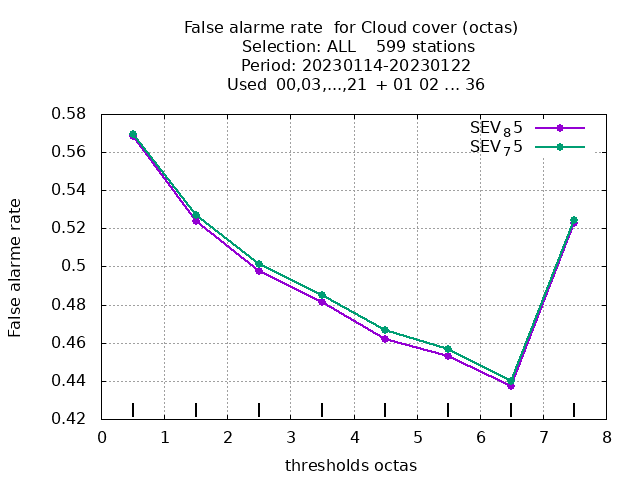 False alarme rate  for Cloud cover (octas)
Selection: ALL    599 stations
Period: 20230114-20230122
Used  00,03,...,21  + 01 02 ... 36
SEV85
SEV75
0.58
0.56
0.54
0.52
0.5
0.48
0.46
0.44
0.42
False alarme rate
0 1 2 3 4 5 6 7 8
thresholds octas